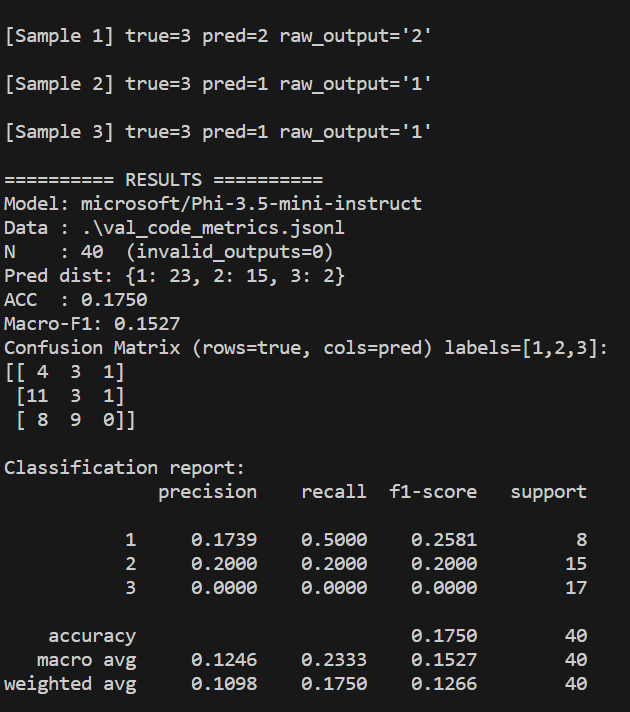 [Sample 1] true=3 pred=2 raw_output='2'
[Sample 2] true=3 pred=1 raw_output='1'
[Sample 3] true=3 pred=1 raw_output='1'
========== RESULTS ==========
Model: microsoft/Phi-3.5-mini-instruct
Data : .\val_code_metrics.jsonl
N    : 40  (invalid_outputs=0)
Pred dist: {1: 23, 2: 15, 3: 2}
ACC  : 0.1750
Macro-F1: 0.1527
Confusion Matrix (rows=true, cols=pred) labels=[1,2,3]:
[[ 4  3  1]
 [11  3  1]
 [ 8  9  0]]
Classification report:
              precision    recall  f1-score   support
           1     0.1739    0.5000    0.2581         8
           2     0.2000    0.2000    0.2000        15
           3     0.0000    0.0000    0.0000        17
    accuracy                         0.1750        40
   macro avg     0.1246    0.2333    0.1527        40
weighted avg     0.1098    0.1750    0.1266        40